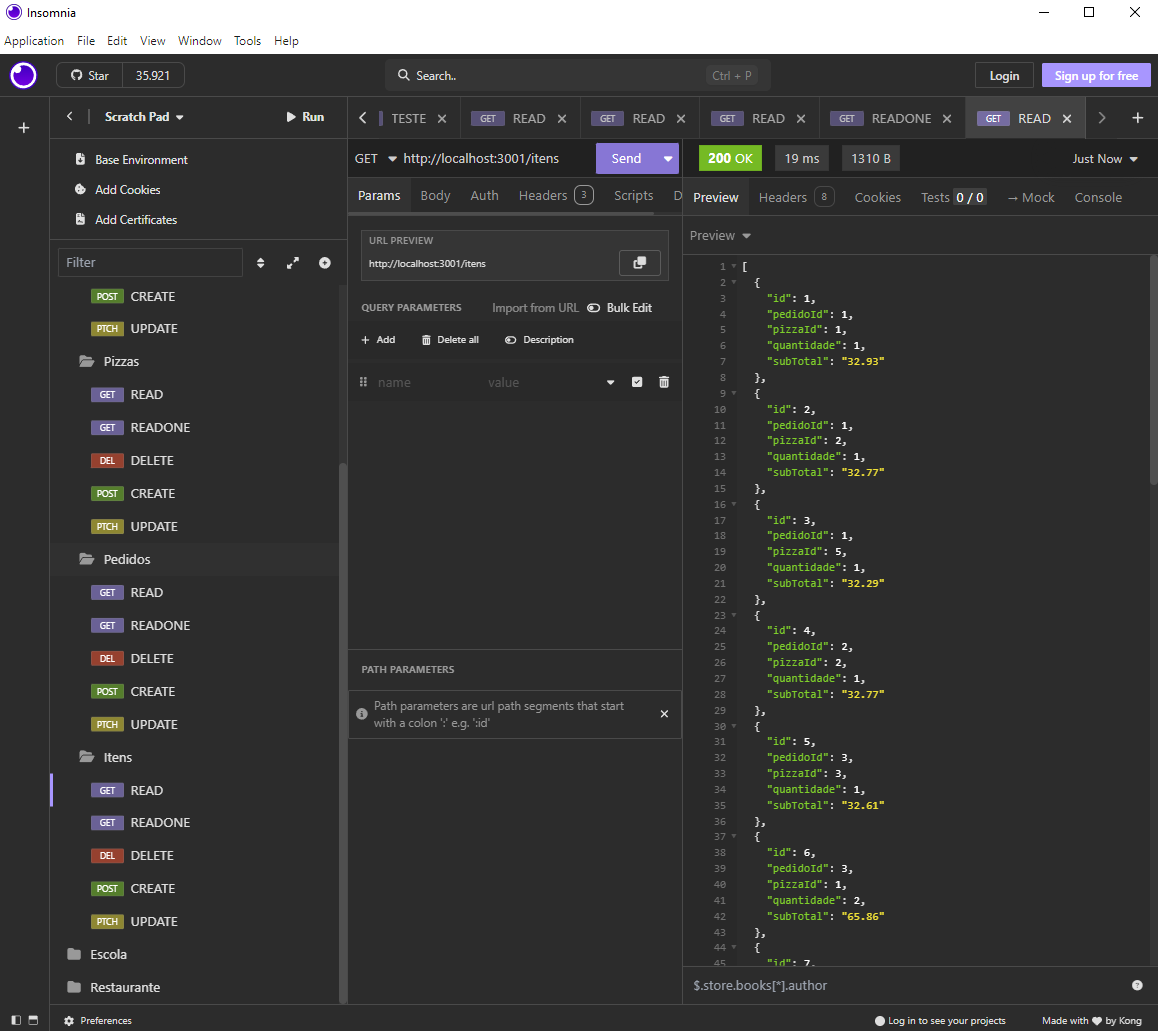 Insomnia
Application File Edit View Window Tools Help
Star 35.921
Search.. Ctrl + P
Login Sign up for free
Scratch Pad Run
Base Environment
Add Cookies
Add Certificates
Filter
POST CREATE
PTCH UPDATE
Pizzas
GET READ
GET READONE
DEL DELETE
POST CREATE
PTCH UPDATE
Pedidos
GET READ
GET READONE
DEL DELETE
POST CREATE
PTCH UPDATE
Itens
GET READ
GET READONE
DEL DELETE
POST CREATE
PTCH UPDATE
Escola
Restaurante
TESTE GET READ GET READ GET READ GET READONE GET READ
GET http://localhost:3001/itens Send
Params Body Auth Headers 3 Scripts D
URL PREVIEW
http://localhost:3001/itens
QUERY PARAMETERS Import from URL Bulk Edit
Add Delete all Description
name value
PATH PARAMETERS
Path parameters are url path segments that start
with a colon ':' e.g. ':id'
200 OK 19 ms 1310 B Just Now
Preview Headers 8 Cookies Tests 0 / 0 → Mock Console
Preview
1 [
2 {
3 "id": 1,
4 "pedidoId": 1,
5 "pizzaId": 1,
6 "quantidade": 1,
7 "subTotal": "32.93"
8 },
9 {
10 "id": 2,
11 "pedidoId": 1,
12 "pizzaId": 2,
13 "quantidade": 1,
14 "subTotal": "32.77"
15 },
16 {
17 "id": 3,
18 "pedidoId": 1,
19 "pizzaId": 5,
20 "quantidade": 1,
21 "subTotal": "32.29"
22 },
23 {
24 "id": 4,
25 "pedidoId": 2,
26 "pizzaId": 2,
27 "quantidade": 1,
28 "subTotal": "32.77"
29 },
30 {
31 "id": 5,
32 "pedidoId": 3,
33 "pizzaId": 3,
34 "quantidade": 1,
35 "subTotal": "32.61"
36 },
37 {
38 "id": 6,
39 "pedidoId": 3,
40 "pizzaId": 1,
41 "quantidade": 2,
42 "subTotal": "65.86"
43 },
44 {
45 "id": 7,
$.store.books[*].author
Preferences
Log in to see your projects Made with ❤ by Kong